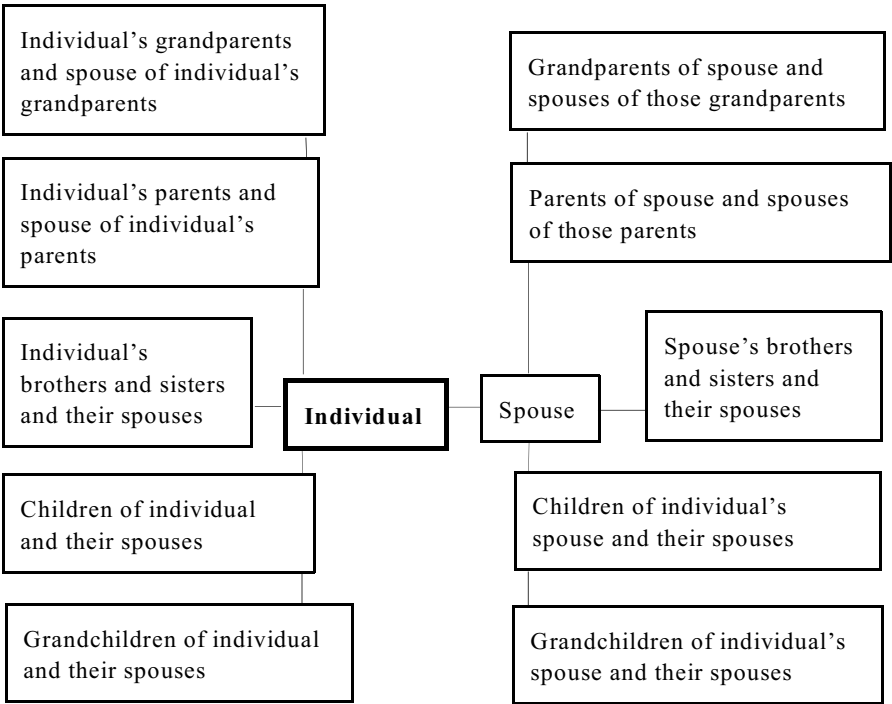 Individual’s grandparents
and spouse of individual’s
grandparents
Grandparents of spouse and
spouses of those grandparents
Individual’s parents and
spouse of individual’s
parents
Parents of spouse and spouses
of those parents
Individual’s
brothers and sisters
and their spouses
Individual
Spouse
Spouse’s brothers
and sisters and
their spouses
Children of individual
and their spouses
Children of individual’s
spouse and their spouses
Grandchildren of individual
and their spouses
Grandchildren of individual’s
spouse and their spouses